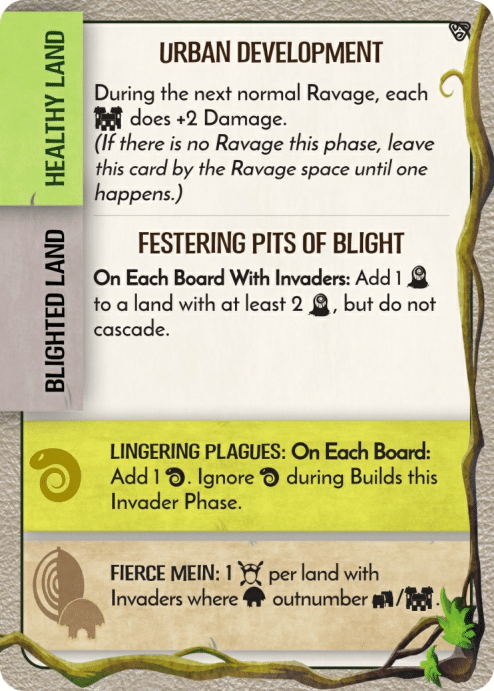 HEALTHY LAND
URBAN DEVELOPMENT
During the next normal Ravage, each
does +2 Damage.
(If there is no Ravage this phase, leave
this card by the Ravage space until one
happens.)
BLIGHTED LAND
FESTERING PITS OF BLIGHT
On Each Board With Invaders: Add 1
to a land with at least 2 , but do not
cascade.
LINGERING PLAGUES: On Each Board:
Add 1 . Ignore during Builds this
Invader Phase.
FIERCE MEIN: 1 per land with
Invaders where outnumber / .